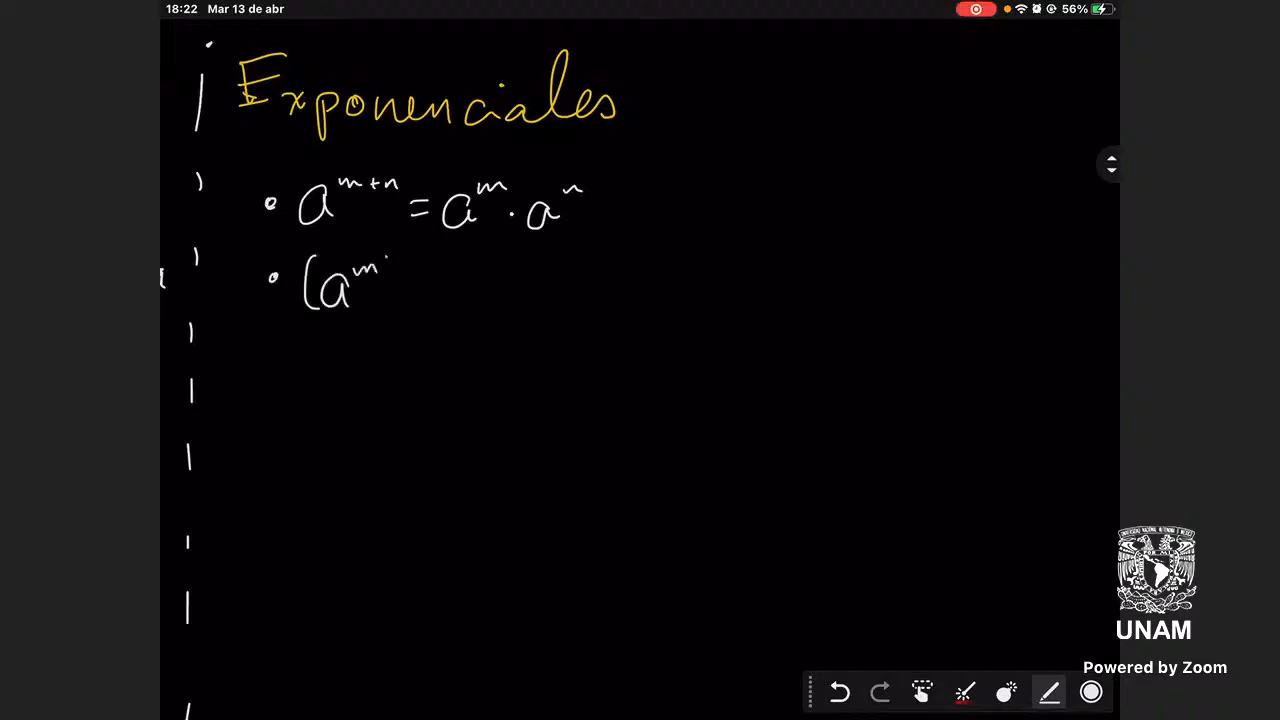 18:22 Mar 13 de abr 56%
Exponenciales
• a^{m+n} = a^m · a^n
• (a^m
UNAM
Powered by Zoom